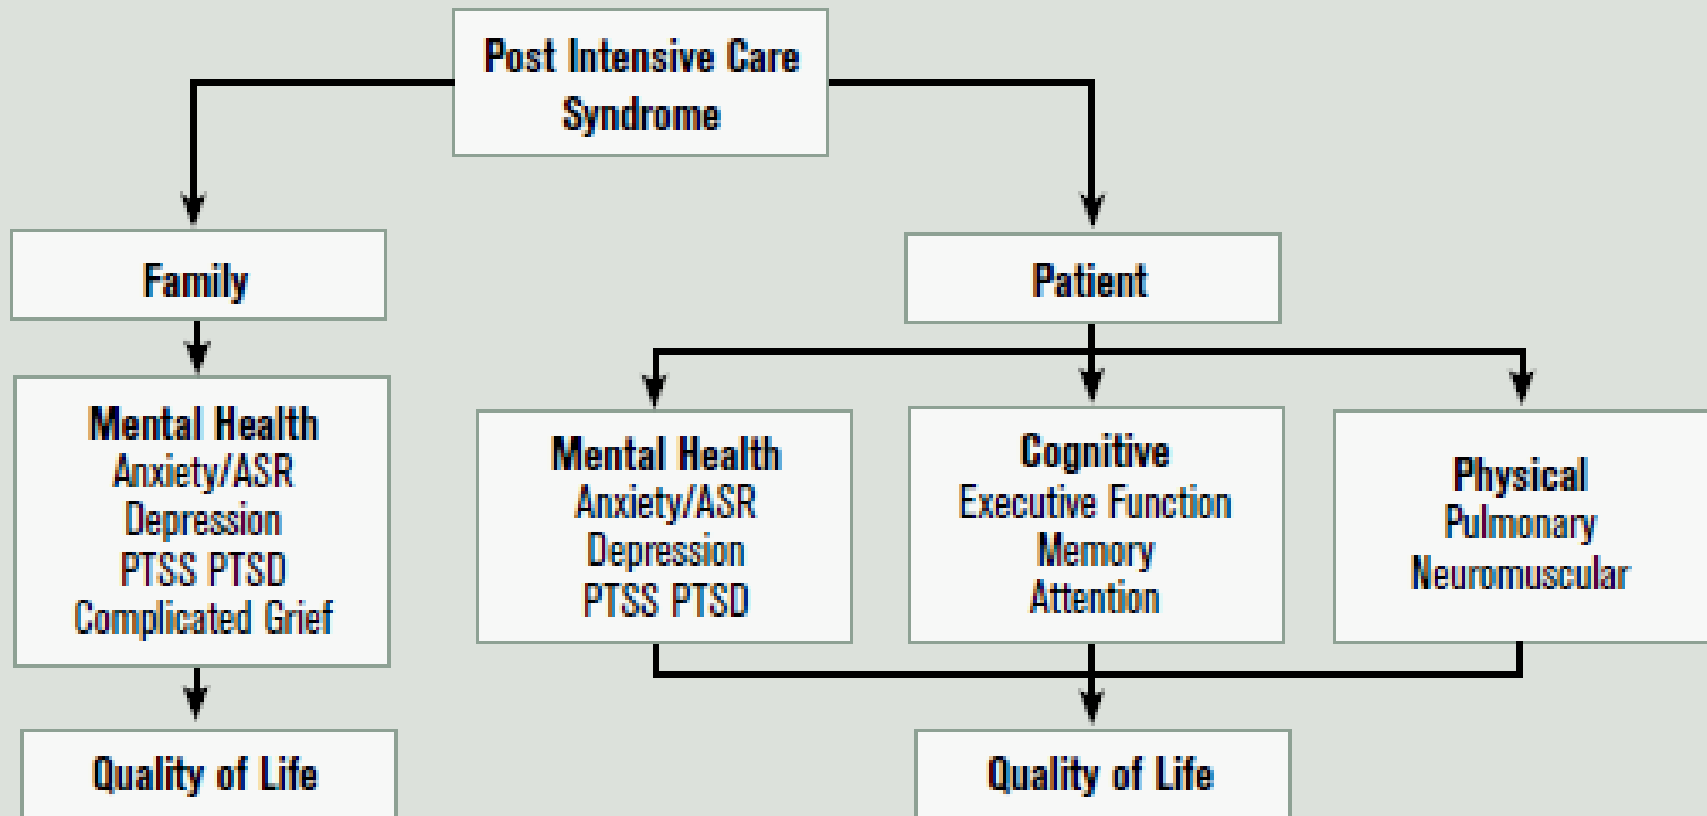 Post Intensive Care
Syndrome
Family
Patient
Mental Health
Anxiety/ASR
Depression
PTSS PTSD
Complicated Grief
Mental Health
Anxiety/ASR
Depression
PTSS PTSD
Cognitive
Executive Function
Memory
Attention
Physical
Pulmonary
Neuromuscular
Quality of Life
Quality of Life